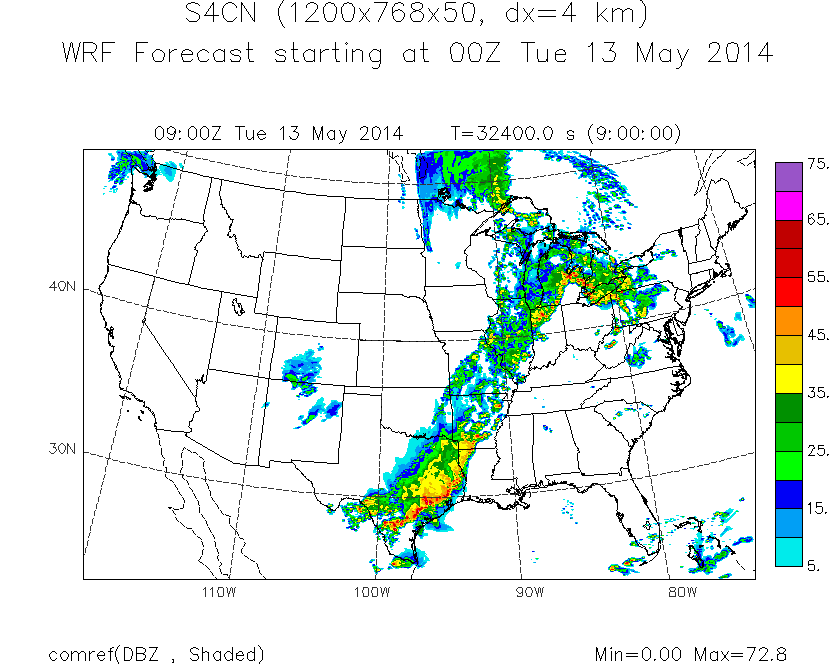 S4CN (1200x768x50, dx=4 km)
WRF Forecast starting at 00Z Tue 13 May 2014
09:00Z Tue 13 May 2014 T=32400.0 s (9:00:00)
75.
65.
55.
45.
35.
25.
15.
5.
40N
30N
110W 100W 90W 80W
comref(DBZ , Shaded) Min=0.00 Max=72.8